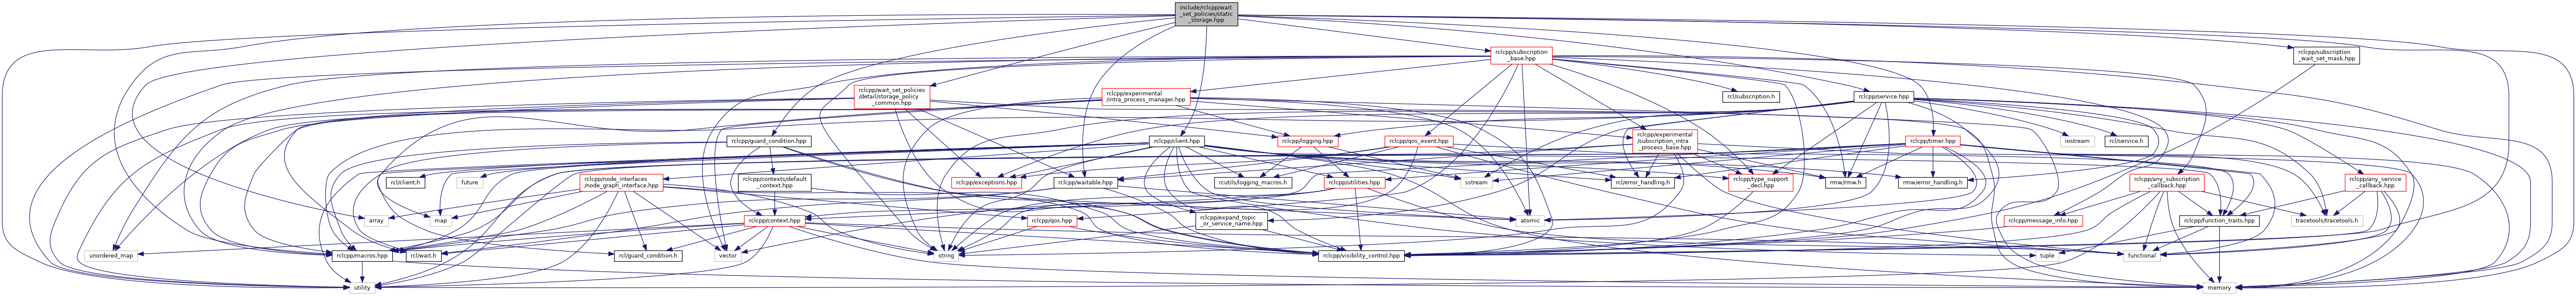 include/rclcpp/wait
_set_policies/static
_storage.hpp
rclcpp/subscription
_base.hpp
rclcpp/subscription
_wait_set_mask.hpp
rclcpp/wait_set_policies
/detail/storage_policy
_common.hpp
rclcpp/experimental
/intra_process_manager.hpp
rcl/subscription.h
rclcpp/service.hpp
rclcpp/guard_condition.hpp
rclcpp/client.hpp
rclcpp/logging.hpp
rclcpp/qos_event.hpp
rclcpp/experimental
/subscription_intra
_process_base.hpp
rclcpp/timer.hpp
iostream
rcl/service.h
rcl/client.h
future
rclcpp/node_interfaces
/node_graph_interface.hpp
rclcpp/contexts/default
_context.hpp
rclcpp/exceptions.hpp
rclcpp/waitable.hpp
rcutils/logging_macros.h
rclcpp/utilities.hpp
sstream
rcl/error_handling.h
rclcpp/type_support
_decl.hpp
rmw/rmw.h
rmw/error_handling.h
rclcpp/any_subscription
_callback.hpp
rclcpp/any_service
_callback.hpp
array
map
rclcpp/context.hpp
rclcpp/qos.hpp
rclcpp/expand_topic
_or_service_name.hpp
atomic
rclcpp/message_info.hpp
rclcpp/function_traits.hpp
tracetools/tracetools.h
unordered_map
rclcpp/macros.hpp
rcl/wait.h
rcl/guard_condition.h
vector
string
rclcpp/visibility_control.hpp
tuple
functional
utility
memory